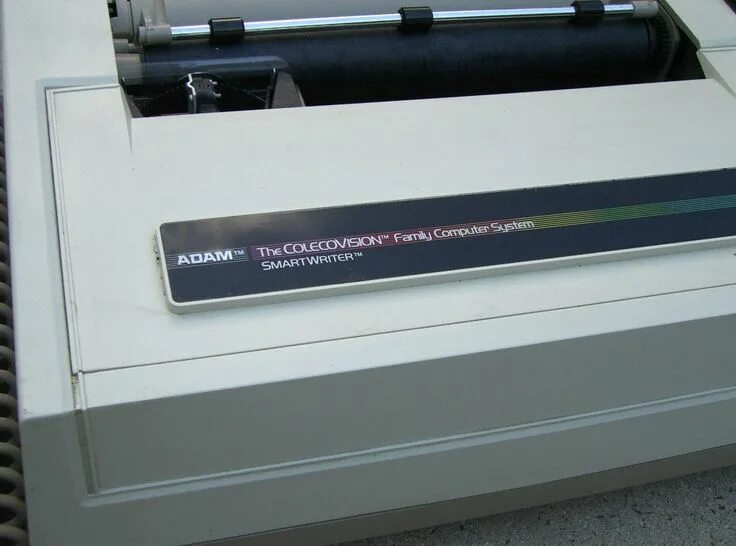 ADAM™ The COLECOVISION™ Family Computer System
SMARTWRITER™